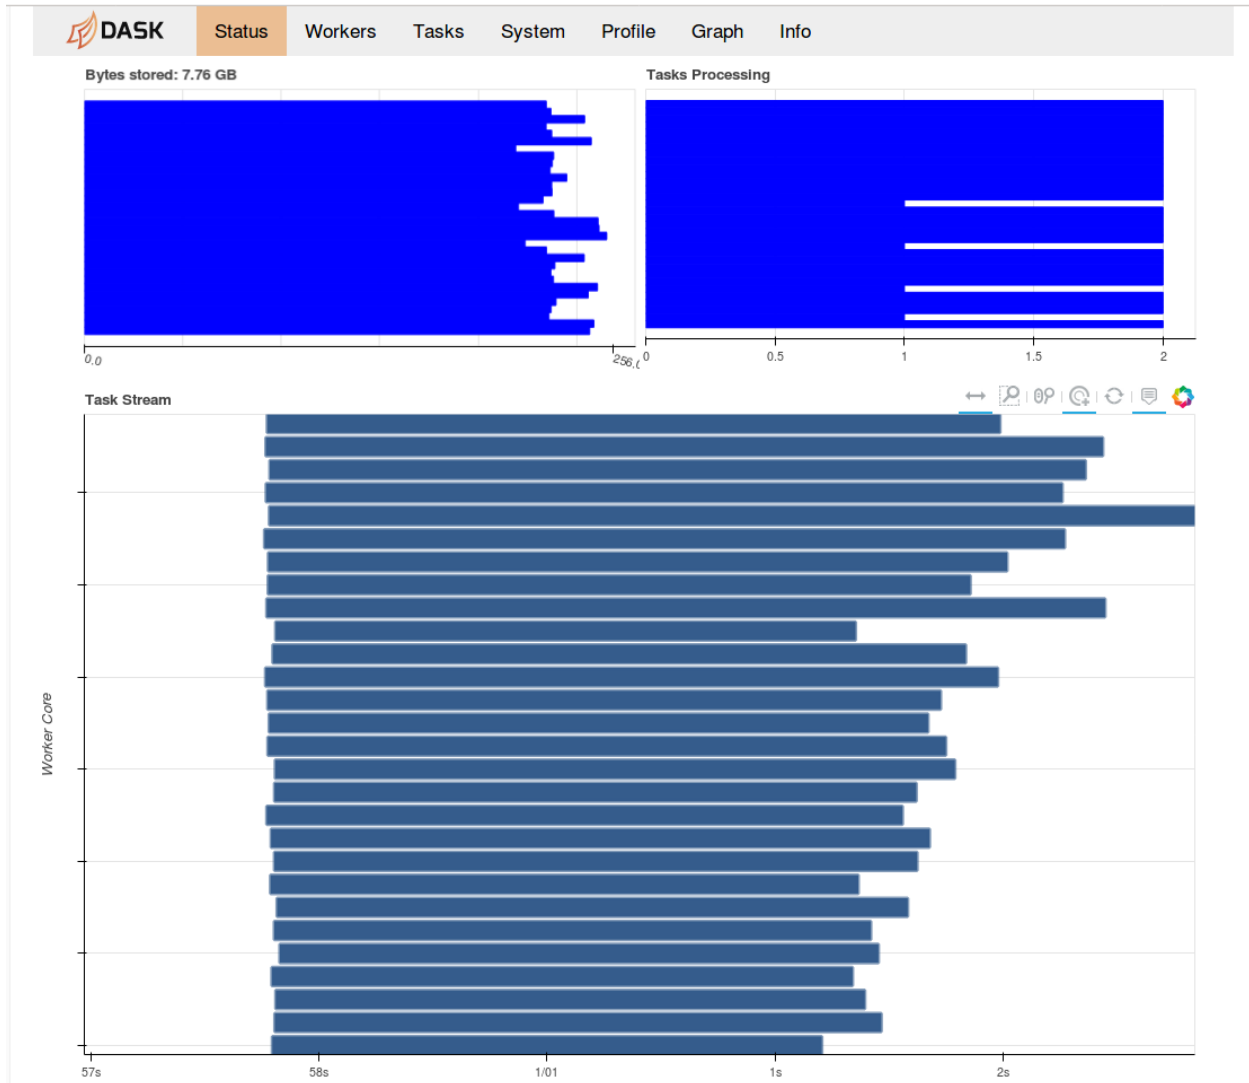 DASK Status Workers Tasks System Profile Graph Info
Bytes stored: 7.76 GB
Tasks Processing
0.0 256.(
0 0.5 1 1.5 2
Task Stream
Worker Core
57s 58s 1/01 1s 2s